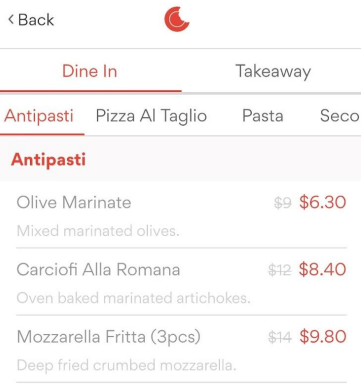 < Back
Dine In Takeaway
Antipasti Pizza Al Taglio Pasta Seco
Antipasti
Olive Marinate $9 $6.30
Mixed marinated olives.
Carciofi Alla Romana $12 $8.40
Oven baked marinated artichokes.
Mozzarella Fritta (3pcs) $14 $9.80
Deep fried crumbed mozzarella.